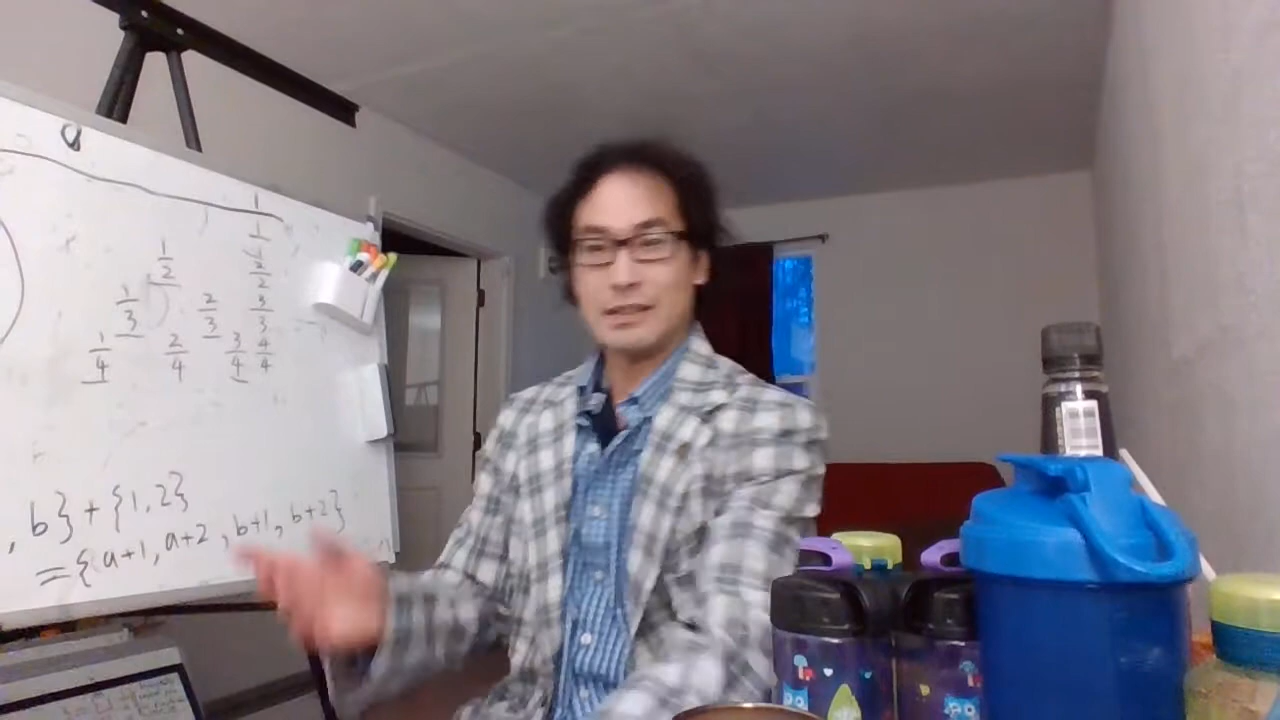 a
1
1
1/2 2/2
1/3 2/3 3/3
1/4 2/4 3/4 4/4
, b} + {1, 2}
= {a+1, a+2, b+1, b+2}